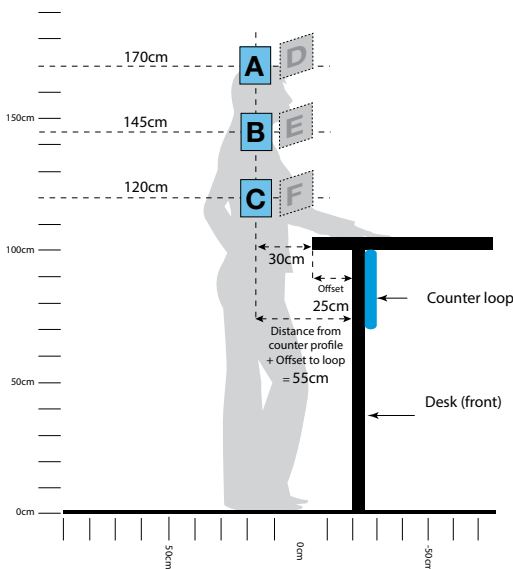 170cm
A
D
150cm
145cm
B
E
120cm
C
F
100cm
30cm
Offset
25cm
Counter loop
Distance from
counter profile
+ Offset to loop
= 55cm
50cm
Desk (front)
0cm
50cm
0cm
-50cm